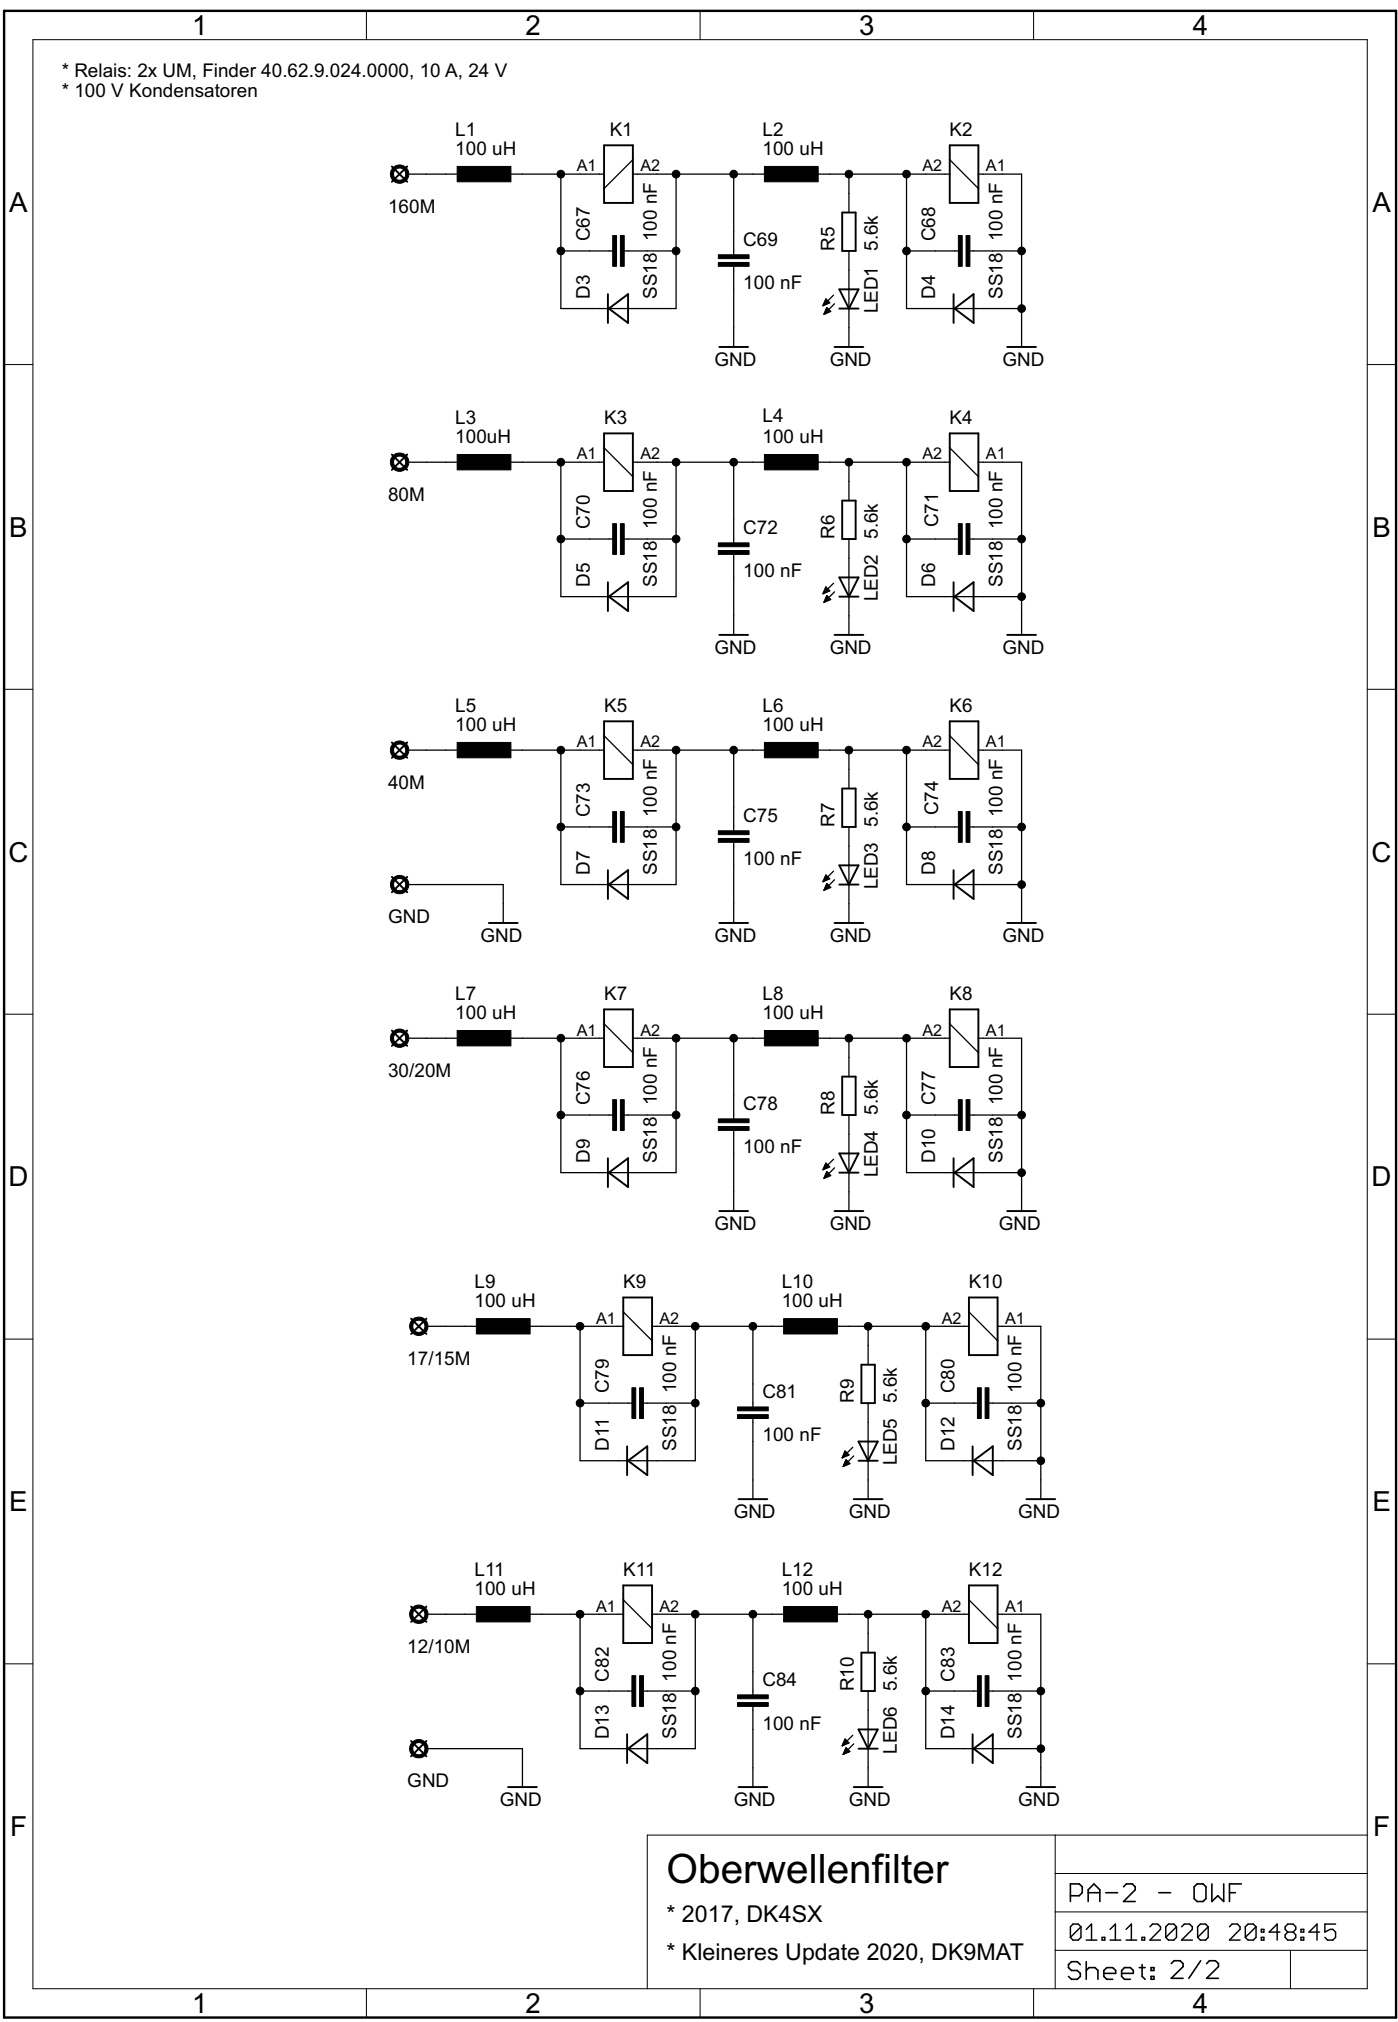 1 2 3 4
* Relais: 2x UM, Finder 40.62.9.024.0000, 10 A, 24 V
* 100 V Kondensatoren
A A
L1 K1 L2 K2
100 uH 100 uH
A1 A2 A2 A1
160M
C67 100 nF C69 R5 5.6k C68 100 nF
100 nF
D3 SS18 LED1 D4 SS18
GND GND GND
B B
L3 K3 L4 K4
100uH 100 uH
A1 A2 A2 A1
80M
C70 100 nF C72 R6 5.6k C71 100 nF
100 nF
D5 SS18 LED2 D6 SS18
GND GND GND
C C
L5 K5 L6 K6
100 uH 100 uH
A1 A2 A2 A1
40M
C73 100 nF C75 R7 5.6k C74 100 nF
100 nF
D7 SS18 LED3 D8 SS18
GND
GND GND GND GND
L7 K7 L8 K8
100 uH 100 uH
A1 A2 A2 A1
30/20M
C76 100 nF C78 R8 5.6k C77 100 nF
100 nF
D9 SS18 LED4 D10 SS18
D D
GND GND GND
L9 K9 L10 K10
100 uH 100 uH
A1 A2 A2 A1
17/15M
C79 100 nF C81 R9 5.6k C80 100 nF
100 nF
D11 SS18 LED5 D12 SS18
E E
GND GND GND
L11 K11 L12 K12
100 uH 100 uH
A1 A2 A2 A1
12/10M
C82 100 nF C84 R10 5.6k C83 100 nF
100 nF
D13 SS18 LED6 D14 SS18
GND
GND GND GND GND
F F
Oberwellenfilter
* 2017, DK4SX
* Kleineres Update 2020, DK9MAT
PA-2 - OWF
01.11.2020 20:48:45
Sheet: 2/2
1 2 3 4